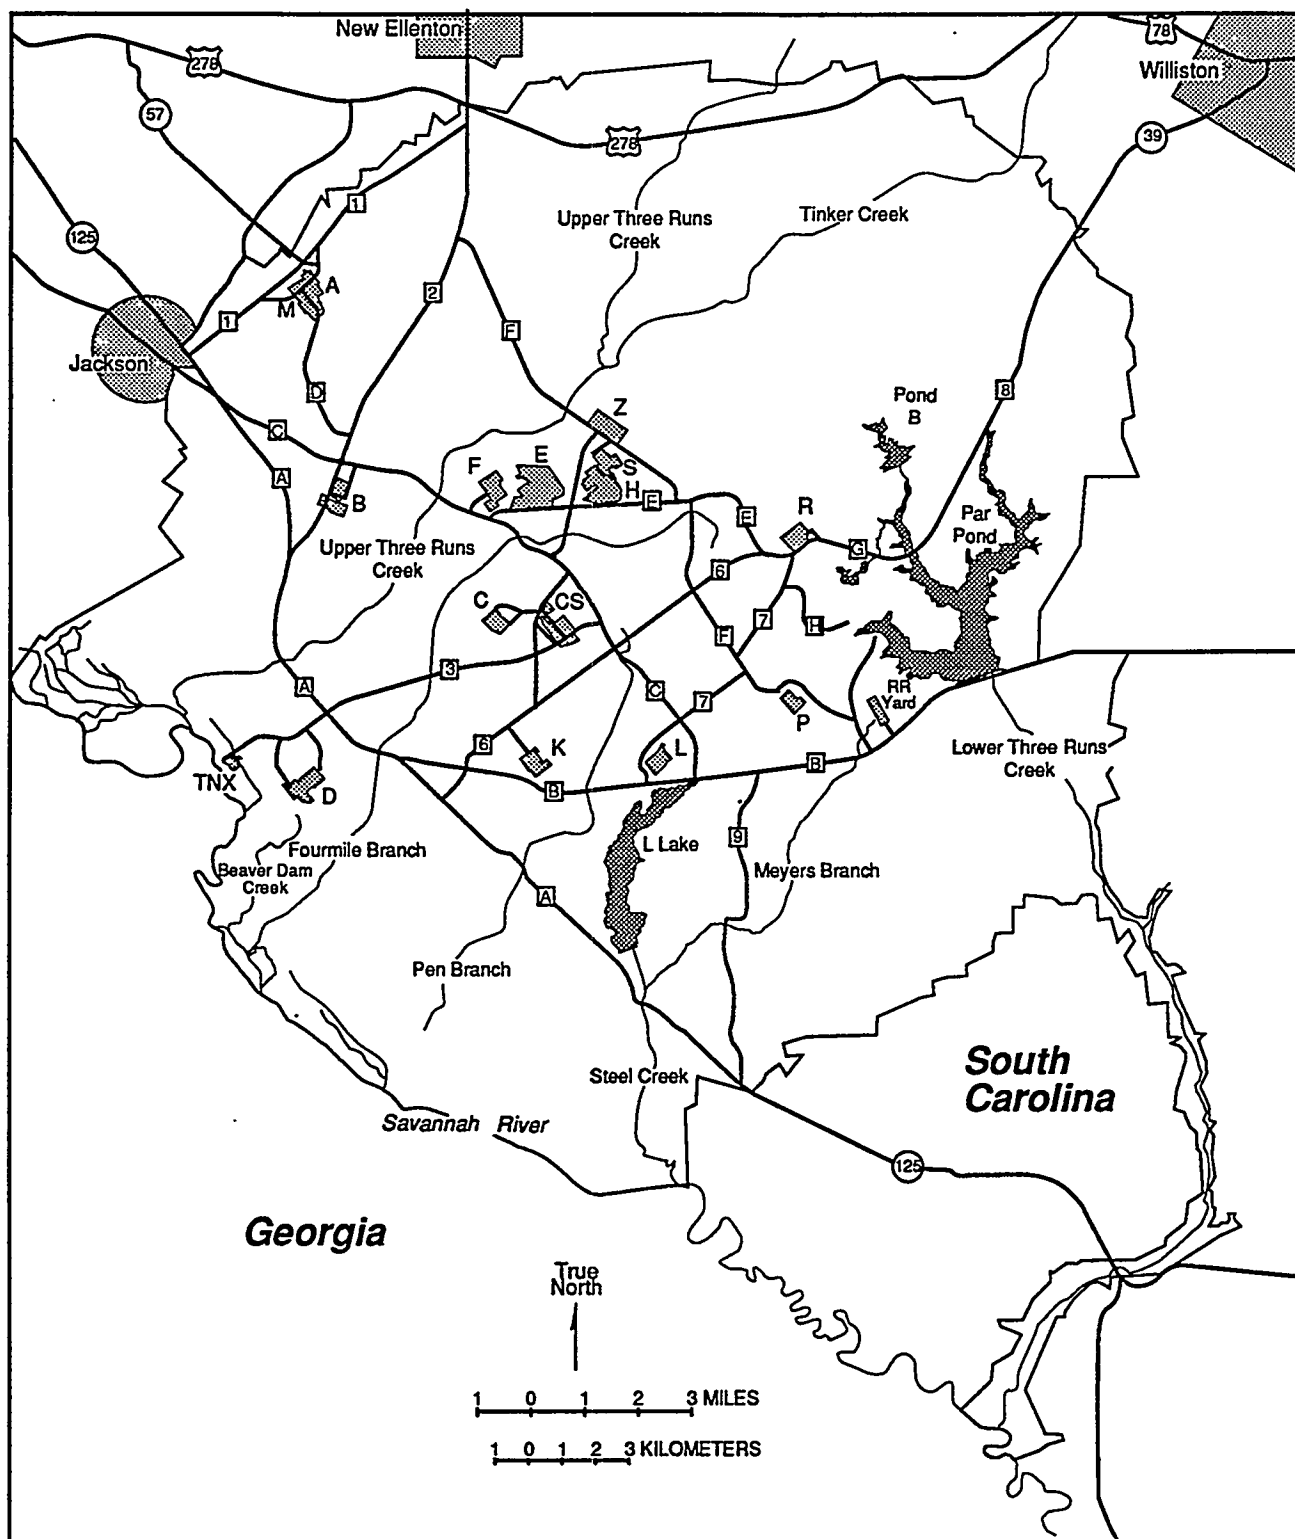 New Ellenton
78
278
Williston
57
278
39
1
Upper Three Runs
Creek
Tinker Creek
125
A
2
M
1
F
Jackson
D
8
Pond
B
C
Z
A
F
E
S
H
B
E
E
R
Par
Pond
Upper Three Runs
Creek
G
6
C
CS
7
H
F
3
A
C
7
P
RR
Yard
6
K
L
B
Lower Three Runs
Creek
TNX
D
B
9
L Lake
Fourmile Branch
Beaver Dam
Creek
Meyers Branch
A
Pen Branch
South
Carolina
Steel Creek
Savannah River
125
Georgia
True
North
1 0 1 2 3 MILES
1 0 1 2 3 KILOMETERS